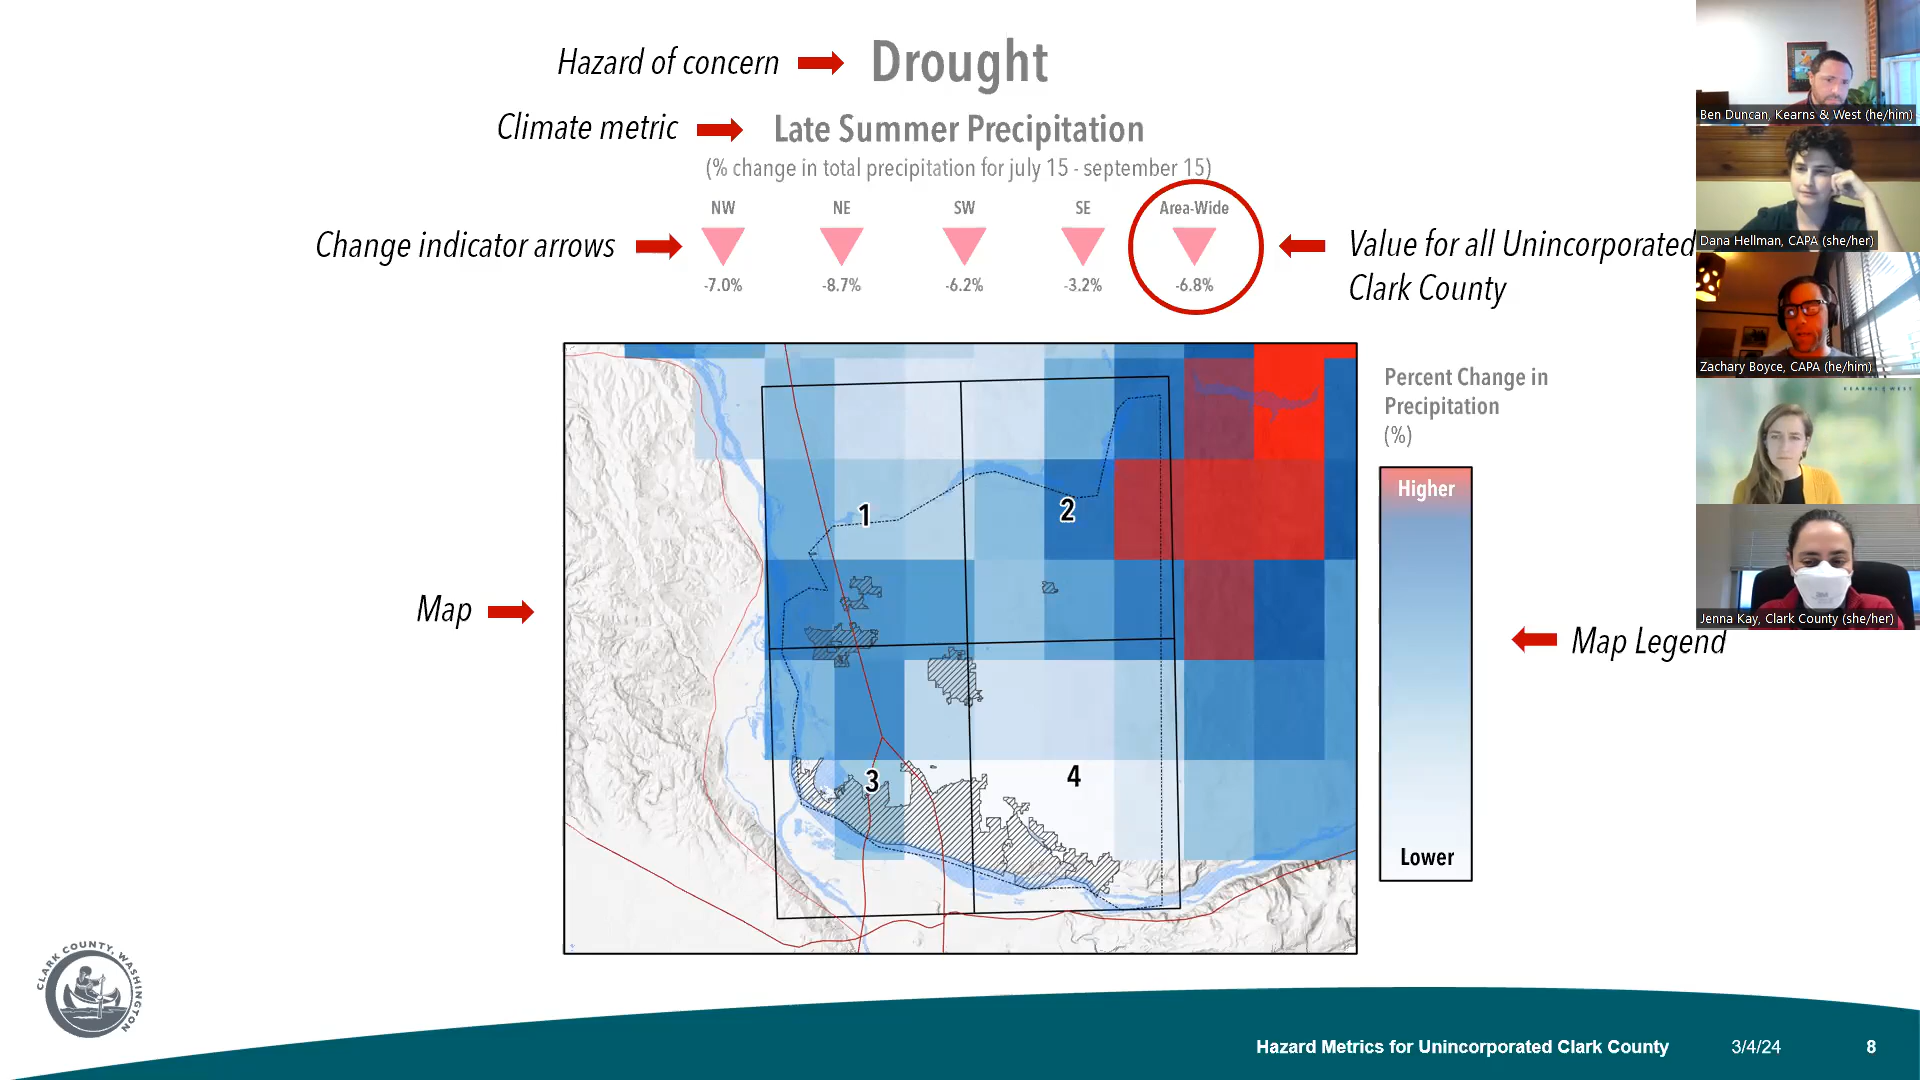 Hazard of concern
Drought
Climate metric
Late Summer Precipitation
(% change in total precipitation for july 15 - september 15)
NW NE SW SE Area-Wide
Change indicator arrows
Value for all Unincorporated
Clark County
-7.0% -8.7% -6.2% -3.2% -6.8%
Percent Change in
Precipitation
(%)
Higher
1
2
Map
Map Legend
3
4
Lower
CLARK COUNTY, WASHINGTON
Hazard Metrics for Unincorporated Clark County 3/4/24 8
Ben Duncan, Kearns & West (he/him)
Dana Hellman, CAPA (she/her)
Zachary Boyce, CAPA (he/him)
KEARNS & WEST
Jenna Kay, Clark County (she/her)